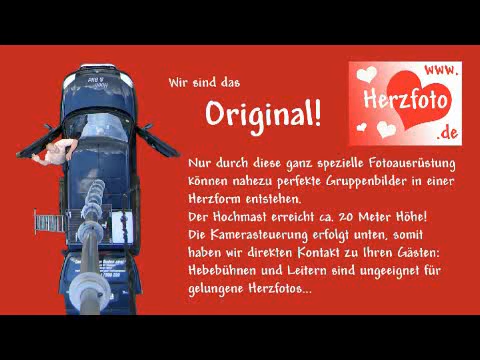 Wir sind das
Original!
www.
Herzfoto
.de
Nur durch diese ganz spezielle Fotoausrüstung
können nahezu perfekte Gruppenbilder in einer
Herzform entstehen.
Der Hochmast erreicht ca. 20 Meter Höhe!
Die Kamerasteuerung erfolgt unten, somit
haben wir direkten Kontakt zu Ihren Gästen:
Hebebühnen und Leitern sind ungeeignet für
gelungene Herzfotos...